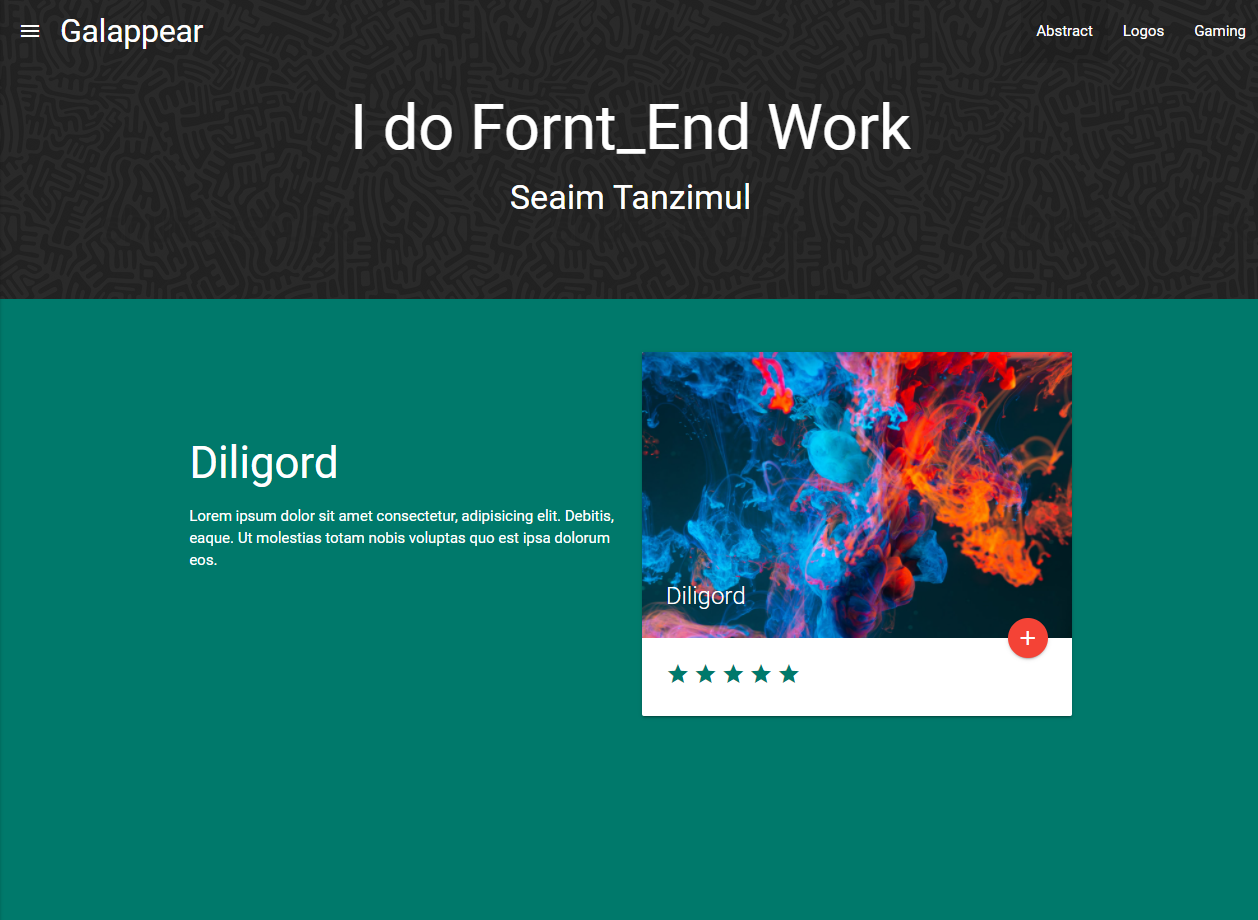 Galappear
Abstract Logos Gaming
I do Fornt_End Work
Seaim Tanzimul
Diligord
Lorem ipsum dolor sit amet consectetur, adipisicing elit. Debitis,
eaque. Ut molestias totam nobis voluptas quo est ipsa dolorum
eos.
Diligord